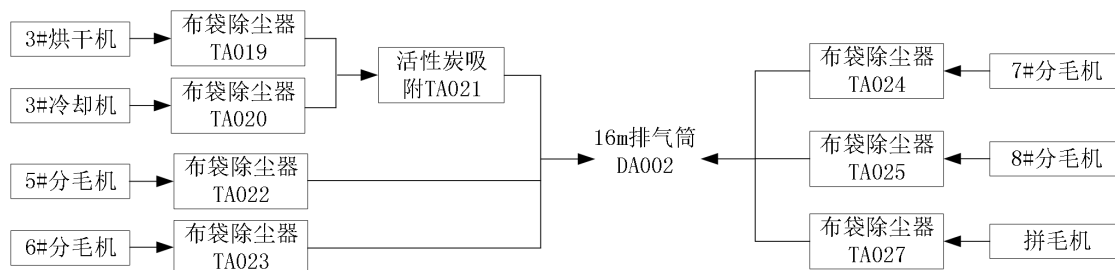 3#烘干机
布袋除尘器
TA019
3#冷却机
布袋除尘器
TA020
活性炭吸
附TA021
5#分毛机
布袋除尘器
TA022
6#分毛机
布袋除尘器
TA023
16m排气筒
DA002
布袋除尘器
TA024
7#分毛机
布袋除尘器
TA025
8#分毛机
布袋除尘器
TA027
拼毛机